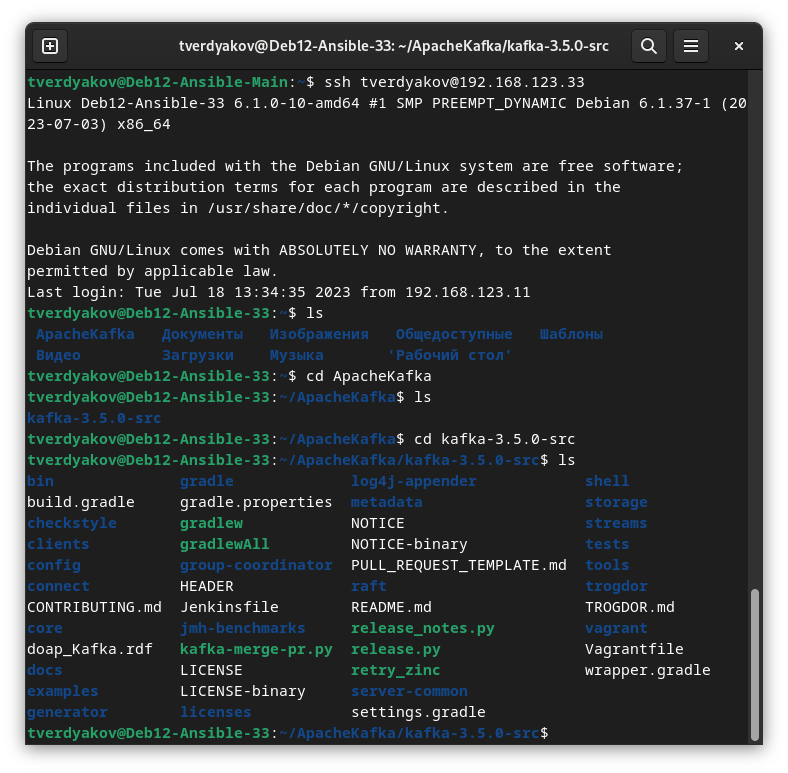 tverdyakov@Deb12-Ansible-33: ~/ApacheKafka/kafka-3.5.0-src
tverdyakov@Deb12-Ansible-Main:~$ ssh tverdyakov@192.168.123.33
Linux Deb12-Ansible-33 6.1.0-10-amd64 #1 SMP PREEMPT_DYNAMIC Debian 6.1.37-1 (20
23-07-03) x86_64
The programs included with the Debian GNU/Linux system are free software;
the exact distribution terms for each program are described in the
individual files in /usr/share/doc/*/copyright.
Debian GNU/Linux comes with ABSOLUTELY NO WARRANTY, to the extent
permitted by applicable law.
Last login: Tue Jul 18 13:34:35 2023 from 192.168.123.11
tverdyakov@Deb12-Ansible-33:~$ ls
ApacheKafka Документы Изображения Общедоступные Шаблоны
Видео Загрузки Музыка 'Рабочий стол'
tverdyakov@Deb12-Ansible-33:~$ cd ApacheKafka
tverdyakov@Deb12-Ansible-33:~/ApacheKafka$ ls
kafka-3.5.0-src
tverdyakov@Deb12-Ansible-33:~/ApacheKafka$ cd kafka-3.5.0-src
tverdyakov@Deb12-Ansible-33:~/ApacheKafka/kafka-3.5.0-src$ ls
bin gradle log4j-appender shell
build.gradle gradle.properties metadata storage
checkstyle gradlew NOTICE streams
clients gradlewAll NOTICE-binary tests
config group-coordinator PULL_REQUEST_TEMPLATE.md tools
connect HEADER raft trogdor
CONTRIBUTING.md Jenkinsfile README.md TROGDOR.md
core jmh-benchmarks release_notes.py vagrant
doap_Kafka.rdf kafka-merge-pr.py release.py Vagrantfile
docs LICENSE retry_zinc wrapper.gradle
examples LICENSE-binary server-common
generator licenses settings.gradle
tverdyakov@Deb12-Ansible-33:~/ApacheKafka/kafka-3.5.0-src$